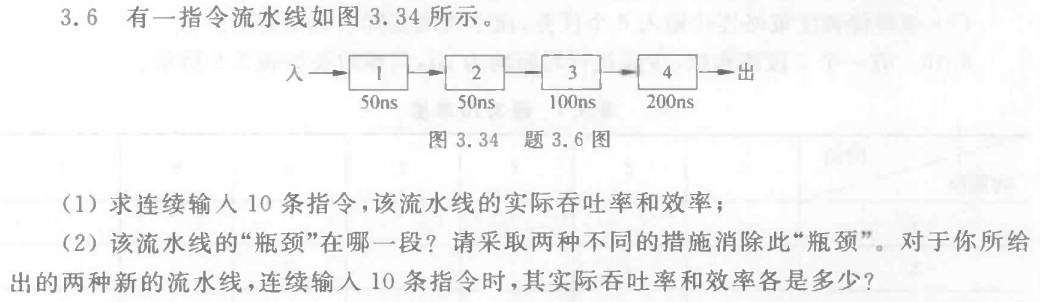 3.6 有一指令流水线如图 3.34 所示。
入 1 2 3 4 出
50ns 50ns 100ns 200ns
图 3.34 题 3.6 图
(1) 求连续输入 10 条指令,该流水线的实际吞吐率和效率;
(2) 该流水线的“瓶颈”在哪一段? 请采取两种不同的措施消除此“瓶颈”。对于你所给
出的两种新的流水线,连续输入 10 条指令时,其实际吞吐率和效率各是多少?